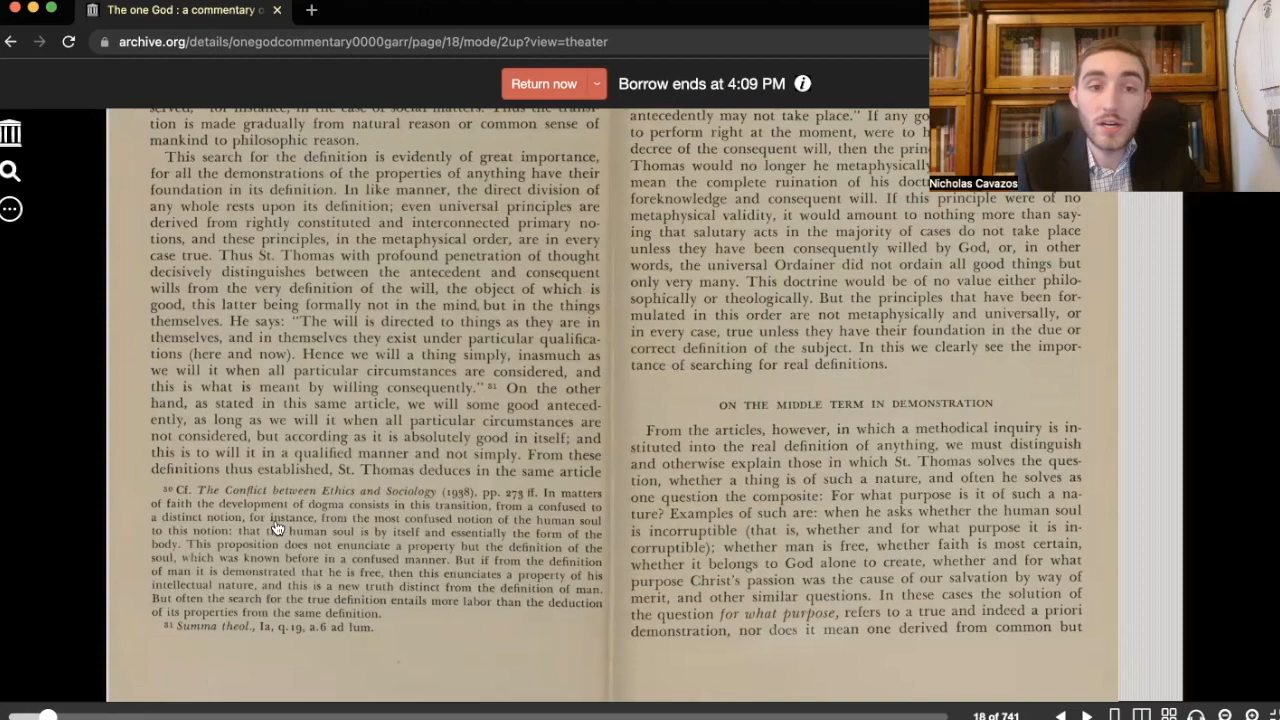 The one God : a commentary o
archive.org/details/onegodcommentary0000garr/page/18/mode/2up?view=theater
Return now
Borrow ends at 4:09 PM
Nicholas Cavazos
served, for instance, in the case of social matters. Thus the transi-
tion is made gradually from natural reason or common sense of
mankind to philosophic reason.
This search for the definition is evidently of great importance,
for all the demonstrations of the properties of anything have their
foundation in its definition. In like manner, the direct division of
any whole rests upon its definition; even universal principles are
derived from rightly constituted and interconnected primary no-
tions, and these principles, in the metaphysical order, are in every
case true. Thus St. Thomas with profound penetration of thought
decisively distinguishes between the antecedent and consequent
wills from the very definition of the will, the object of which is
good, this latter being formally not in the mind, but in the things
themselves. He says: "The will is directed to things as they are in
themselves, and in themselves they exist under particular qualifica-
tions (here and now). Hence we will a thing simply, inasmuch as
we will it when all particular circumstances are considered, and
this is what is meant by willing consequently." 31 On the other
hand, as stated in this same article, we will some good anteced-
ently, as long as we will it when all particular circumstances are
not considered, but according as it is absolutely good in itself; and
this is to will it in a qualified manner and not simply. From these
definitions thus established, St. Thomas deduces in the same article
30 Cf. The Conflict between Ethics and Sociology (1938), pp. 273 ff. In matters
of faith the development of dogma consists in this transition, from a confused to
a distinct notion, for instance, from the most confused notion of the human soul
to this notion: that the human soul is by itself and essentially the form of the
body. This proposition does not enunciate a property but the definition of the
soul, which was known before in a confused manner. But if from the definition
of man it is demonstrated that he is free, then this enunciates a property of his
intellectual nature, and this is a new truth distinct from the definition of man.
But often the search for the true definition entails more labor than the deduction
of its properties from the same definition.
31 Summa theol., Ia, q.19, a.6 ad 1um.
antecedently may not take place." If any go
to perform right at the moment, were to h
decree of the consequent will, then the prin
Thomas would no longer he metaphysically
mean the complete ruination of his doct
foreknowledge and consequent will. If this principle were of no
metaphysical validity, it would amount to nothing more than say-
ing that salutary acts in the majority of cases do not take place
unless they have been consequently willed by God, or, in other
words, the universal Ordainer did not ordain all good things but
only very many. This doctrine would be of no value either philo-
sophically or theologically. But the principles that have been for-
mulated in this order are not metaphysically and universally, or
in every case, true unless they have their foundation in the due or
correct definition of the subject. In this we clearly see the impor-
tance of searching for real definitions.
ON THE MIDDLE TERM IN DEMONSTRATION
From the articles, however, in which a methodical inquiry is in-
stituted into the real definition of anything, we must distinguish
and otherwise explain those in which St. Thomas solves the ques-
tion, whether a thing is of such a nature, and often he solves as
one question the composite: For what purpose is it of such a na-
ture? Examples of such are: when he asks whether the human soul
is incorruptible (that is, whether and for what purpose it is in-
corruptible); whether man is free, whether faith is most certain,
whether it belongs to God alone to create, whether and for what
purpose Christ's passion was the cause of our salvation by way of
merit, and other similar questions. In these cases the solution of
the question for what purpose, refers to a true and indeed a priori
demonstration, nor does it mean one derived from common but
18 of 741